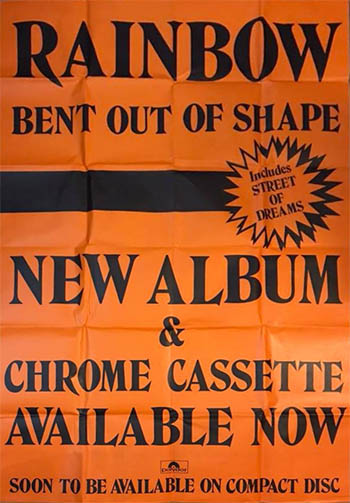 RAINBOW
BENT OUT OF SHAPE
Includes
STREET
OF
DREAMS
NEW ALBUM
&
CHROME CASSETTE
AVAILABLE NOW
SOON TO BE AVAILABLE ON COMPACT DISC